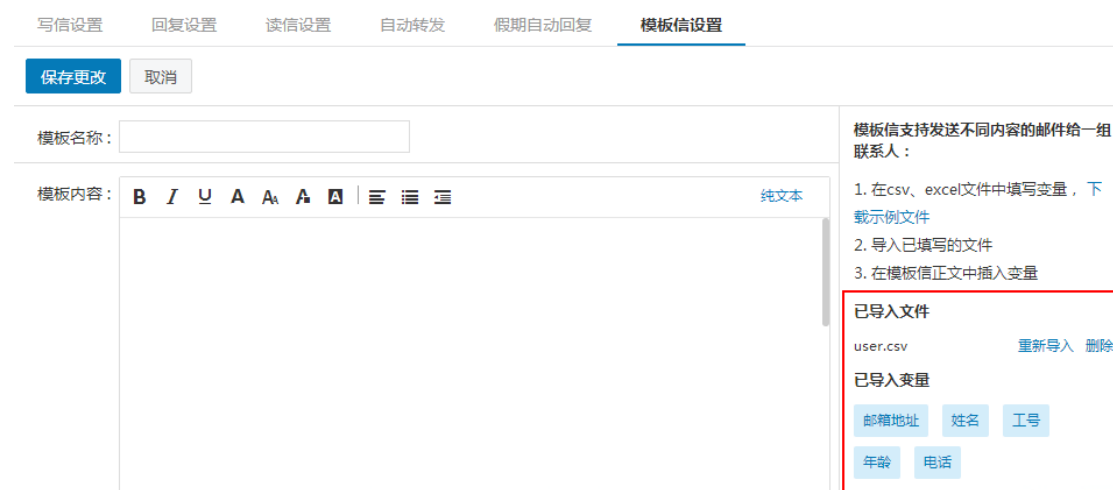 写信设置 回复设置 读信设置 自动转发 假期自动回复 模板信设置
保存更改 取消
模板名称：
模板内容： B I U A AA A A 纯文本
模板信支持发送不同内容的邮件给一组
联系人：
1. 在csv、excel文件中填写变量，下
载示例文件
2. 导入已填写的文件
3. 在模板信正文中插入变量
已导入文件
user.csv 重新导入 删除
已导入变量
邮箱地址 姓名 工号
年龄 电话